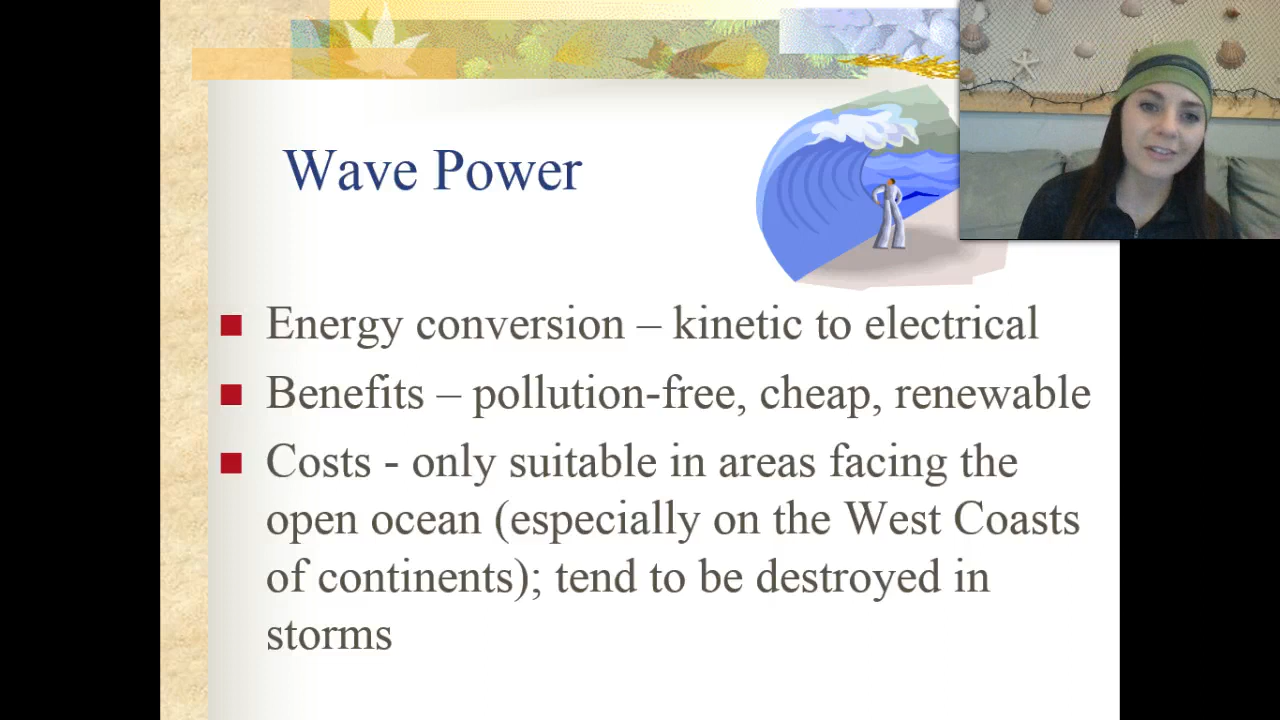 Wave Power
Energy conversion – kinetic to electrical
Benefits – pollution-free, cheap, renewable
Costs - only suitable in areas facing the
open ocean (especially on the West Coasts
of continents); tend to be destroyed in
storms